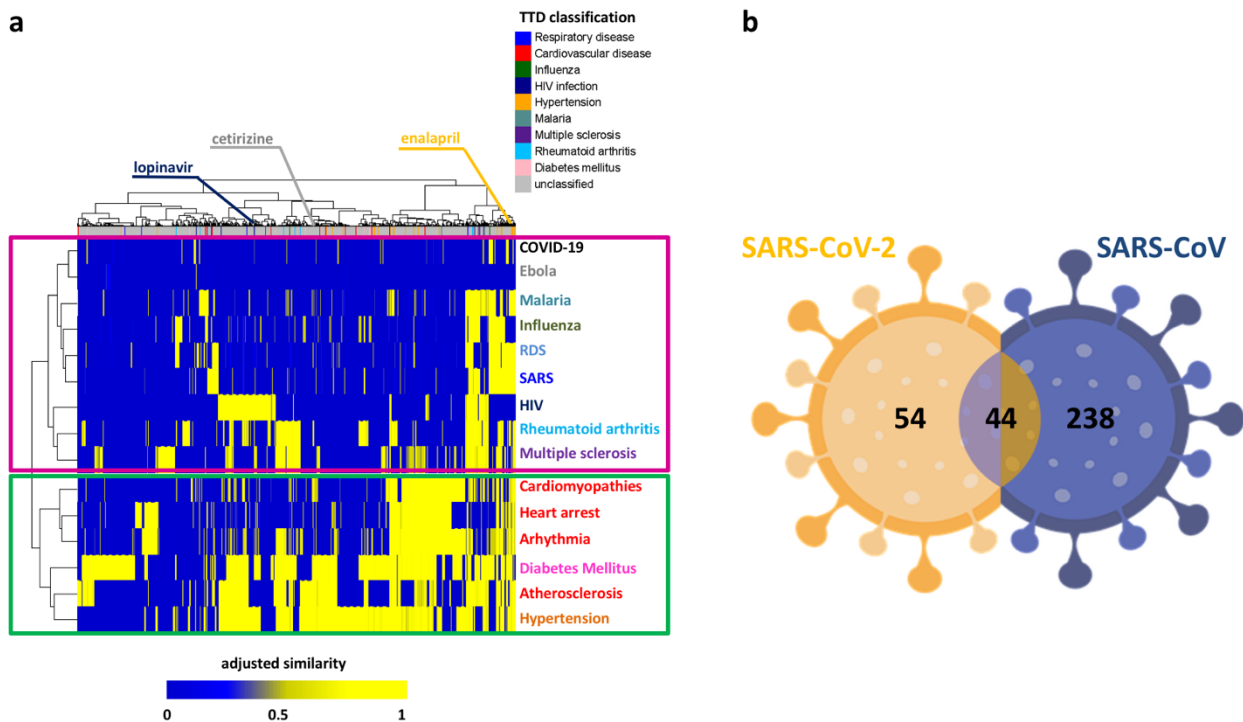 a
TTD classification
Respiratory disease
Cardiovascular disease
Influenza
HIV infection
Hypertension
Malaria
Multiple sclerosis
Rheumatoid arthritis
Diabetes mellitus
unclassified
cetirizine
enalapril
lopinavir
COVID-19
Ebola
Malaria
Influenza
RDS
SARS
HIV
Rheumatoid arthritis
Multiple sclerosis
Cardiomyopathies
Heart arrest
Arhythmia
Diabetes Mellitus
Atherosclerosis
Hypertension
adjusted similarity
0 0.5 1
b
SARS-CoV-2 SARS-CoV
54 44 238